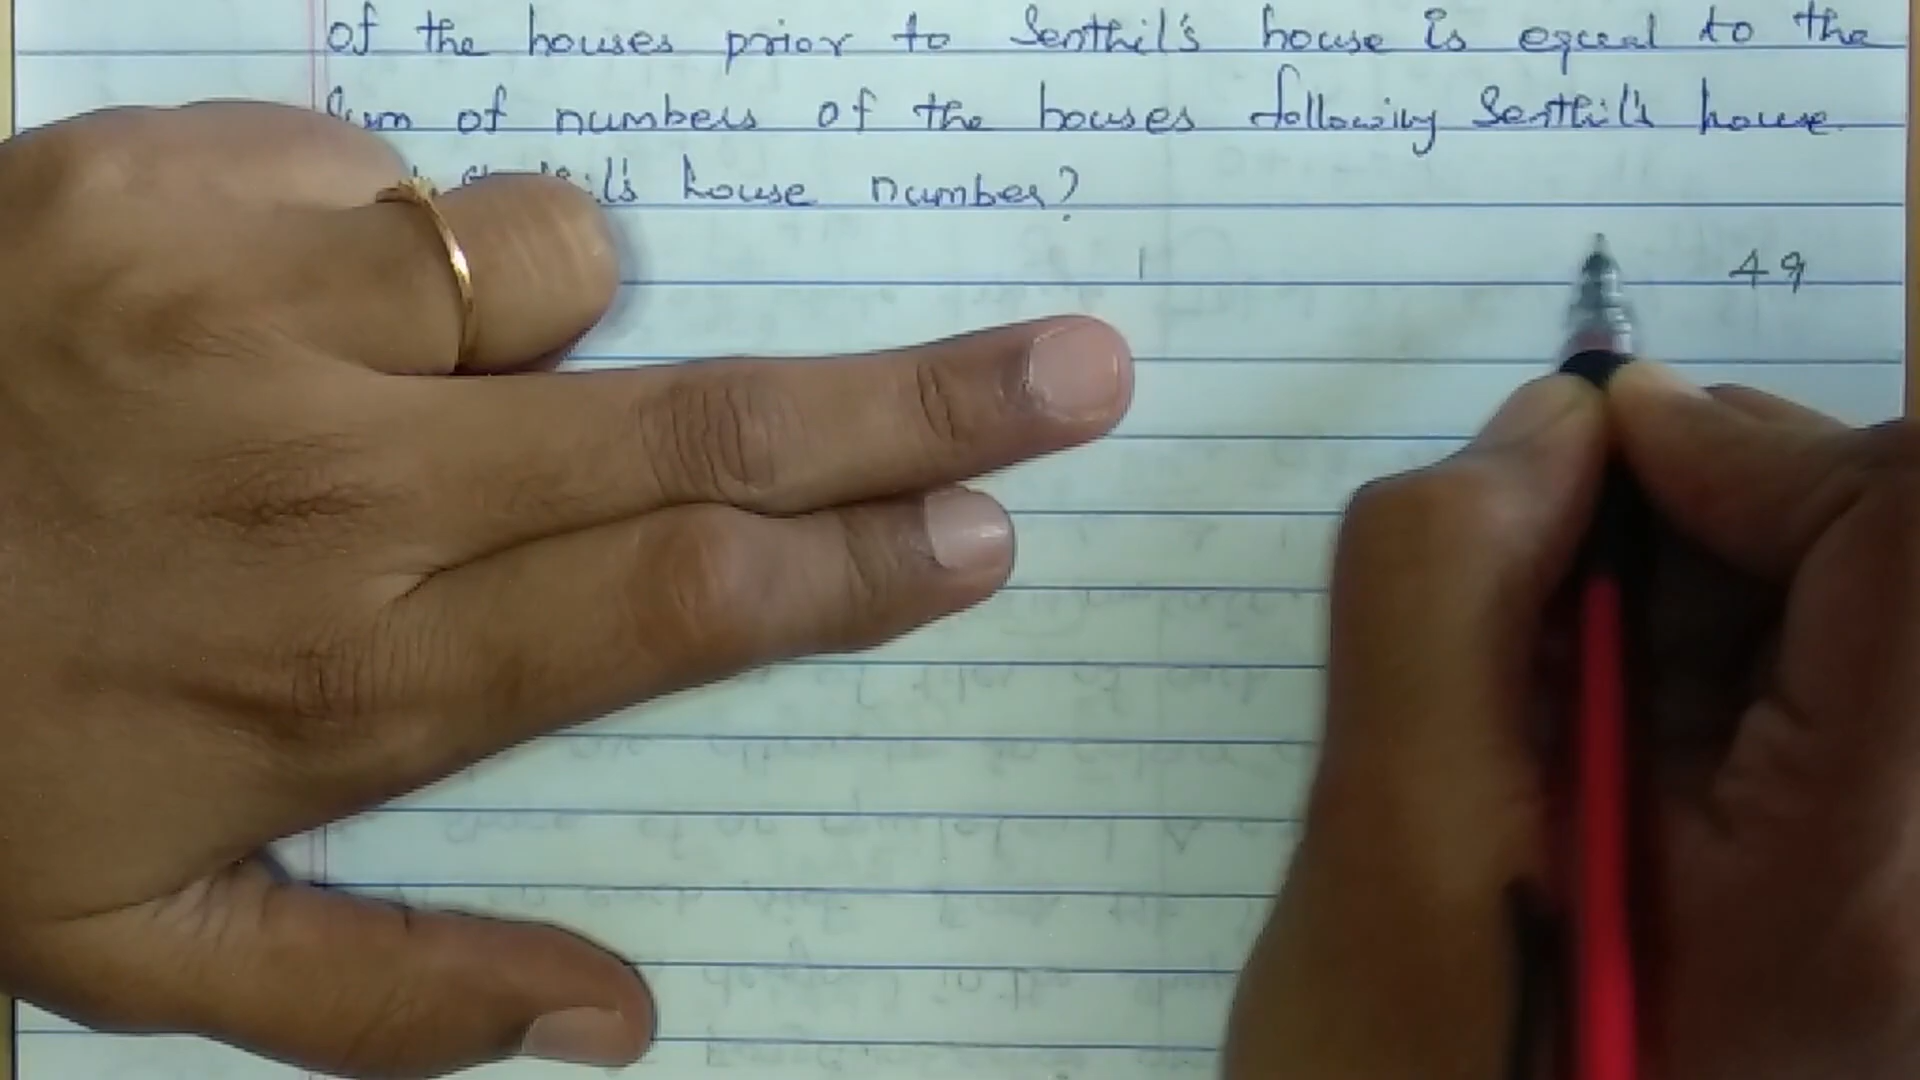 of the houses prior to Senthil's house is equal to the
Sum of numbers of the houses following Senthil's house.
house number?
1 49